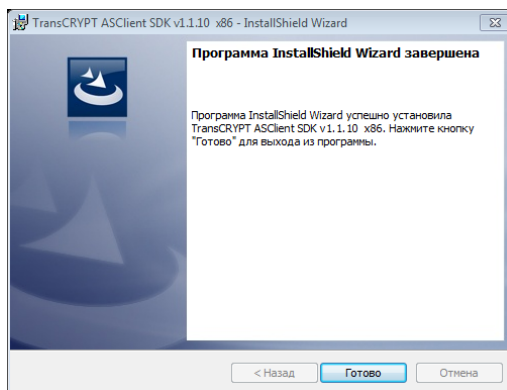 TransCRYPT ASClient SDK v1.1.10 x86 - InstallShield Wizard
Программа InstallShield Wizard завершена
Программа InstallShield Wizard успешно установила
TransCRYPT ASClient SDK v1.1.10 x86. Нажмите кнопку
"Готово" для выхода из программы.
< Назад Готово Отмена